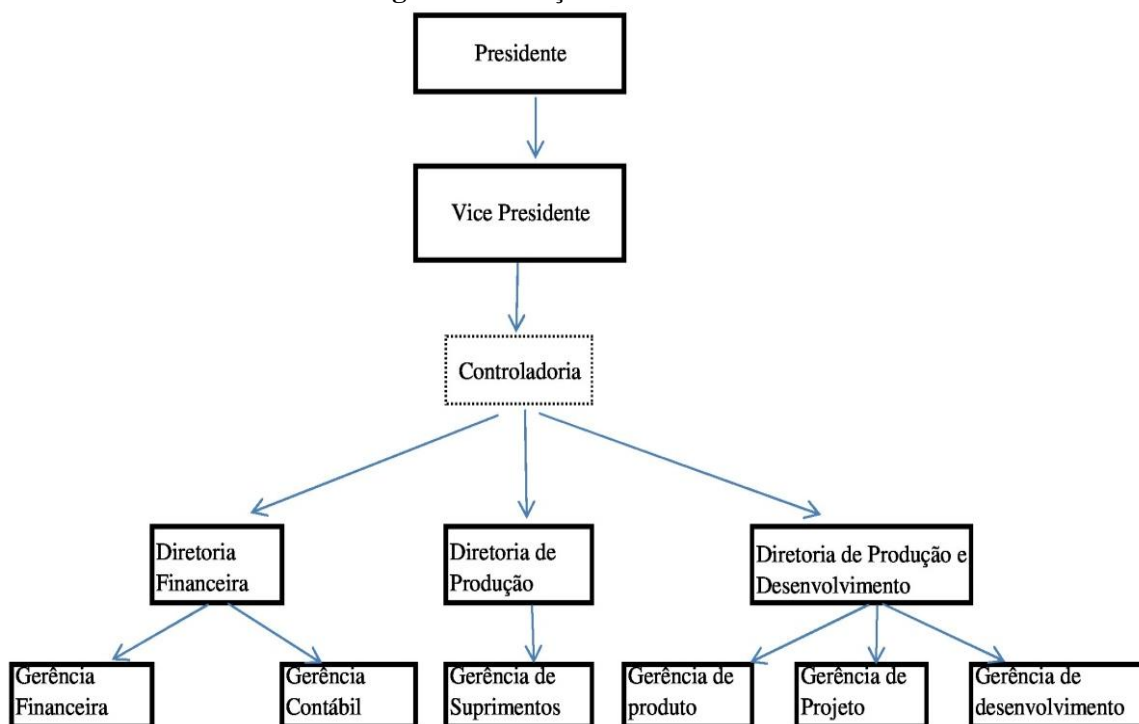 Presidente
Vice Presidente
Controladoria
Diretoria
Financeira
Diretoria de
Produção
Diretoria de Produção e
Desenvolvimento
Gerência
Financeira
Gerência
Contábil
Gerência de
Suprimentos
Gerência de
produto
Gerência de
Projeto
Gerência de
desenvolvimento